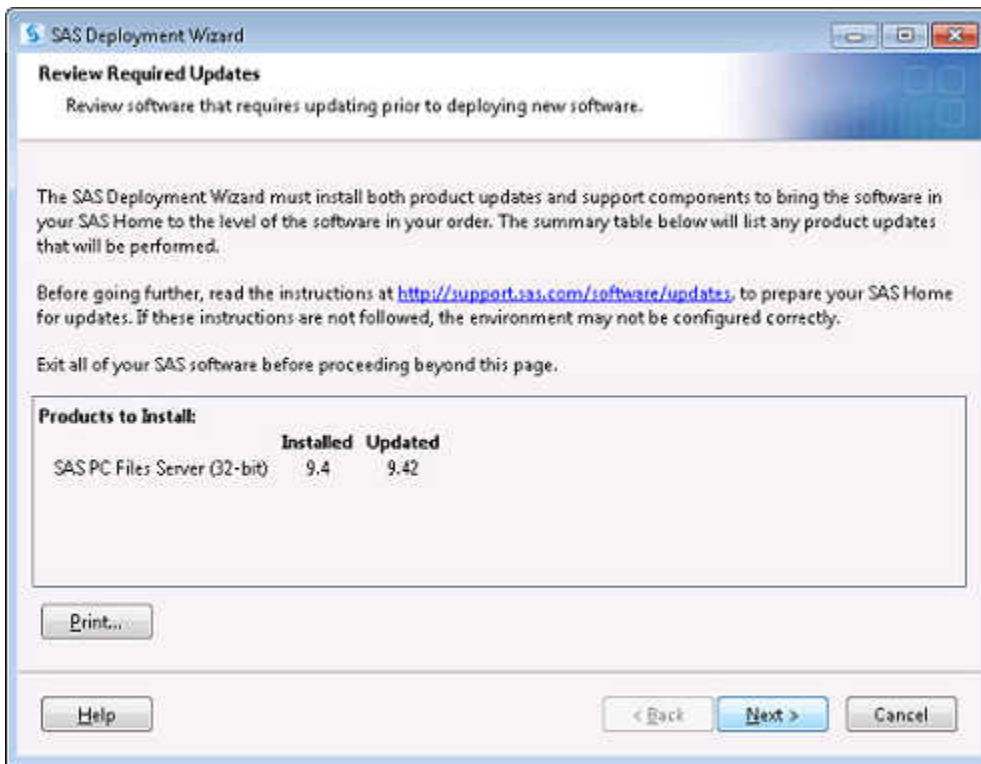 SAS Deployment Wizard
Review Required Updates
Review software that requires updating prior to deploying new software.
The SAS Deployment Wizard must install both product updates and support components to bring the software in
your SAS Home to the level of the software in your order. The summary table below will list any product updates
that will be performed.
Before going further, read the instructions at http://support.sas.com/software/updates, to prepare your SAS Home
for updates. If these instructions are not followed, the environment may not be configured correctly.
Exit all of your SAS software before proceeding beyond this page.
Products to Install:
Installed Updated
SAS PC Files Server (32-bit) 9.4 9.42
Print...
Help < Back Next > Cancel